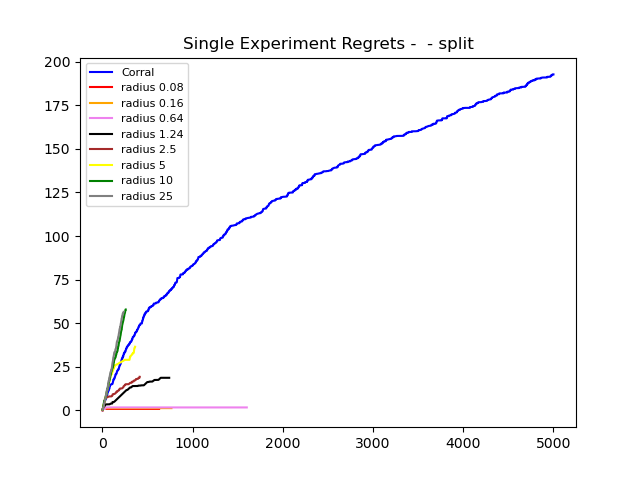 Single Experiment Regrets -  - split
200
175
150
125
100
75
50
25
0
Corral
radius 0.08
radius 0.16
radius 0.64
radius 1.24
radius 2.5
radius 5
radius 10
radius 25
0 1000 2000 3000 4000 5000